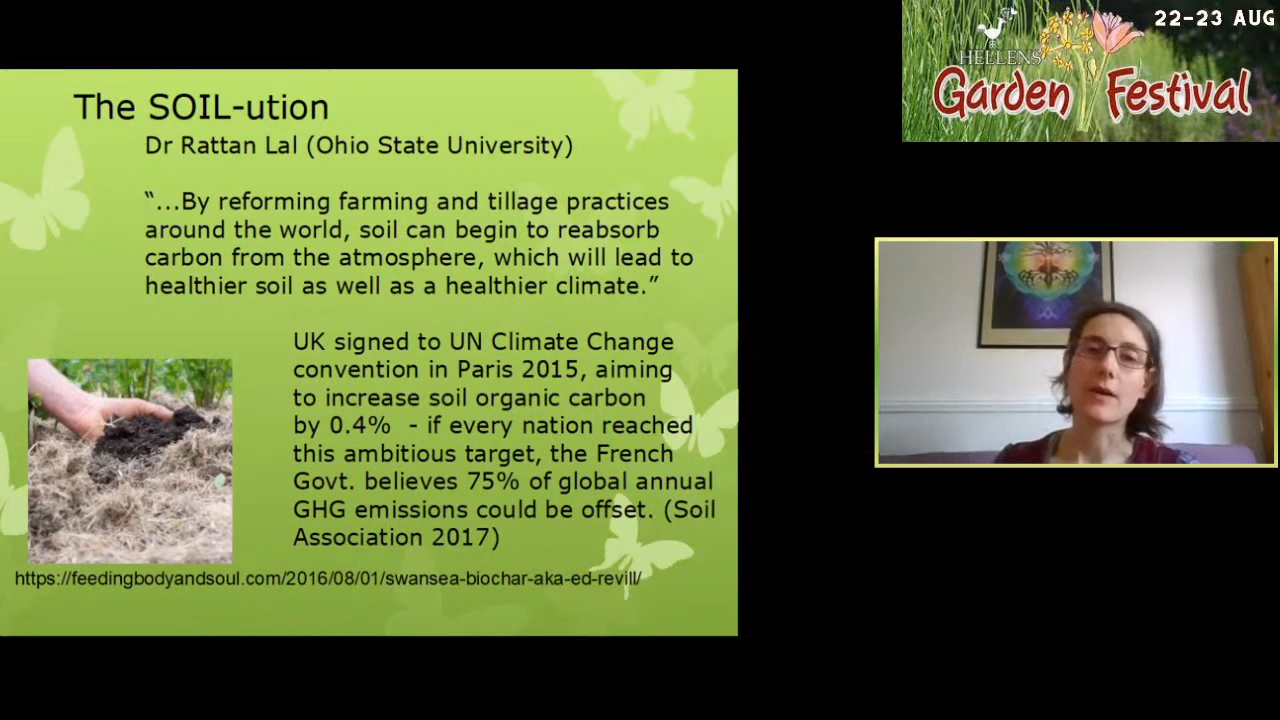 The SOIL-ution
Dr Rattan Lal (Ohio State University)
“...By reforming farming and tillage practices
around the world, soil can begin to reabsorb
carbon from the atmosphere, which will lead to
healthier soil as well as a healthier climate.”
UK signed to UN Climate Change
convention in Paris 2015, aiming
to increase soil organic carbon
by 0.4%  - if every nation reached
this ambitious target, the French
Govt. believes 75% of global annual
GHG emissions could be offset. (Soil
Association 2017)
https://feedingbodyandsoul.com/2016/08/01/swansea-biochar-aka-ed-revill/
22-23 AUG
HELLENS
Garden Festival